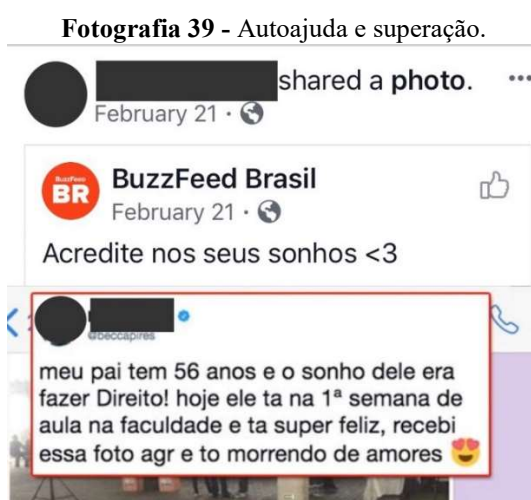 Fotografia 39 - Autoajuda e superação.
shared a photo.
February 21
BuzzFeed
BR
BuzzFeed Brasil
February 21
Acredite nos seus sonhos <3
@beccapires
meu pai tem 56 anos e o sonho dele era
fazer Direito! hoje ele ta na 1ª semana de
aula na faculdade e ta super feliz, recebi
essa foto agr e to morrendo de amores 😍